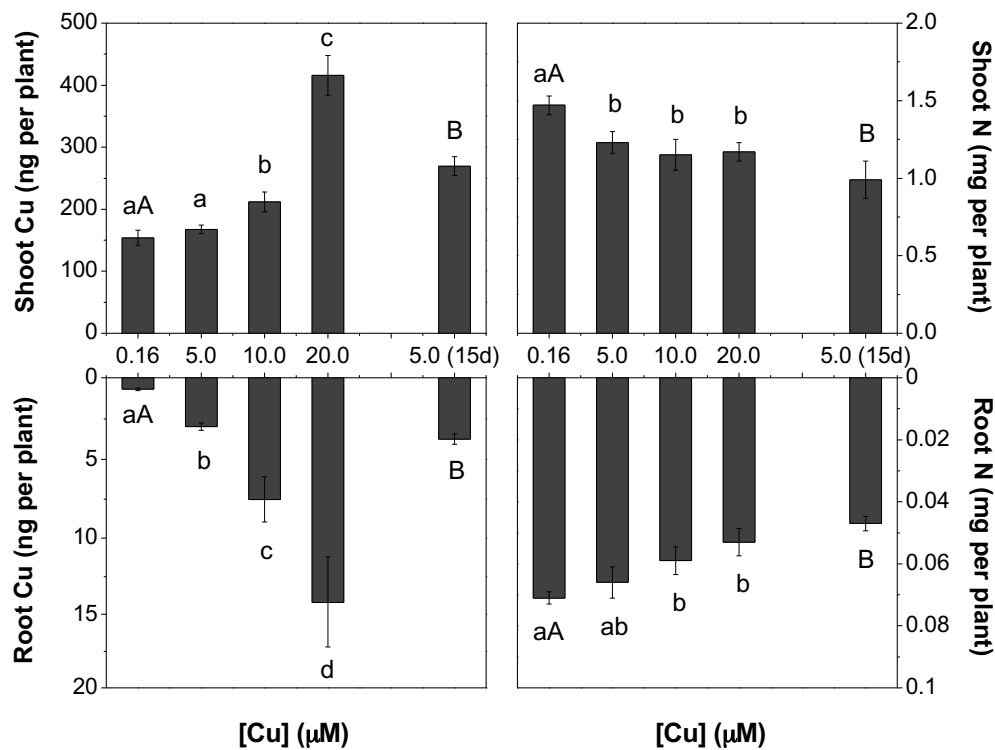 Shoot Cu (ng per plant)
500
400
300
200
100
0
aA
a
b
c
B
2.0
1.5
1.0
0.5
0.0
Shoot N (mg per plant)
aA
b
b
b
B
0.16 5.0 10.0 20.0 5.0 (15d)
0.16 5.0 10.0 20.0 5.0 (15d)
Root Cu (ng per plant)
0
5
10
15
20
aA
b
c
d
B
0
0.02
0.04
0.06
0.08
0.1
Root N (mg per plant)
aA
ab
b
b
B
[Cu] (μM)
[Cu] (μM)